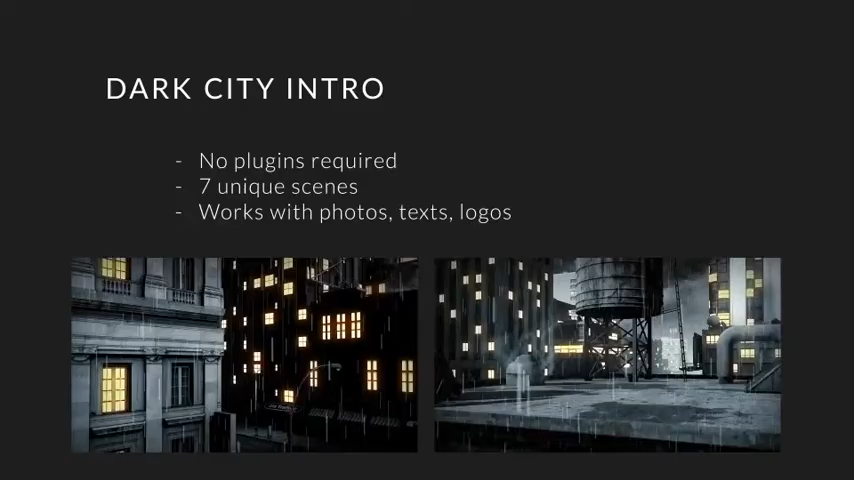 DARK CITY INTRO
- No plugins required
- 7 unique scenes
- Works with photos, texts, logos